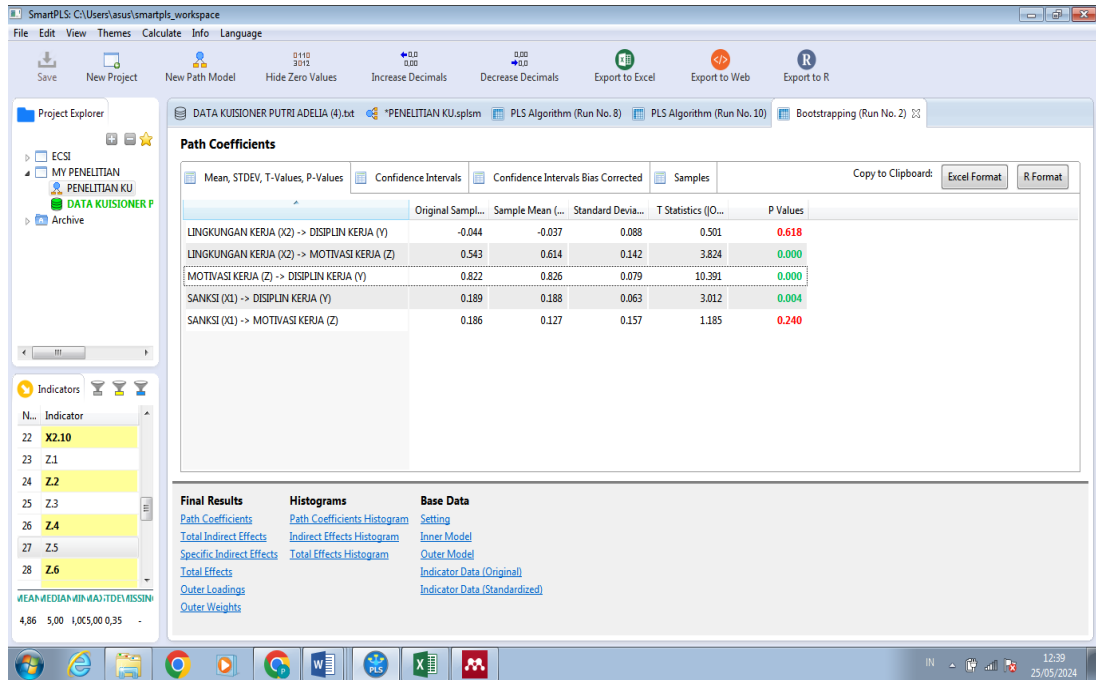 SmartPLS: C:\Users\asus\smartpls_workspace
File Edit View Themes Calculate Info Language
Save New Project New Path Model Hide Zero Values Increase Decimals Decrease Decimals Export to Excel Export to Web Export to R
Project Explorer
ECSI
MY PENELITIAN
PENELITIAN KU
DATA KUISIONER P
Archive
DATA KUISIONER PUTRI ADELIA (4).txt *PENELITIAN KU.splsm PLS Algorithm (Run No. 8) PLS Algorithm (Run No. 10) Bootstrapping (Run No. 2)
Path Coefficients
Mean, STDEV, T-Values, P-Values Confidence Intervals Confidence Intervals Bias Corrected Samples Copy to Clipboard: Excel Format R Format
Original Sampl... Sample Mean (... Standard Devia... T Statistics (|O... P Values
LINGKUNGAN KERJA (X2) -> DISIPLIN KERJA (Y) -0.044 -0.037 0.088 0.501 0.618
LINGKUNGAN KERJA (X2) -> MOTIVASI KERJA (Z) 0.543 0.614 0.142 3.824 0.000
MOTIVASI KERJA (Z) -> DISIPLIN KERJA (Y) 0.822 0.826 0.079 10.391 0.000
SANKSI (X1) -> DISIPLIN KERJA (Y) 0.189 0.188 0.063 3.012 0.004
SANKSI (X1) -> MOTIVASI KERJA (Z) 0.186 0.127 0.157 1.185 0.240
Indicators
N... Indicator
22 X2.10
23 Z.1
24 Z.2
25 Z.3
26 Z.4
27 Z.5
28 Z.6
4,86 5,00 5,00 0,35 -
Final Results Histograms Base Data
Path Coefficients Path Coefficients Histogram Setting
Total Indirect Effects Indirect Effects Histogram Inner Model
Specific Indirect Effects Total Effects Histogram Outer Model
Total Effects Indicator Data (Original)
Outer Loadings Indicator Data (Standardized)
Outer Weights
IN 12:39
25/05/2024